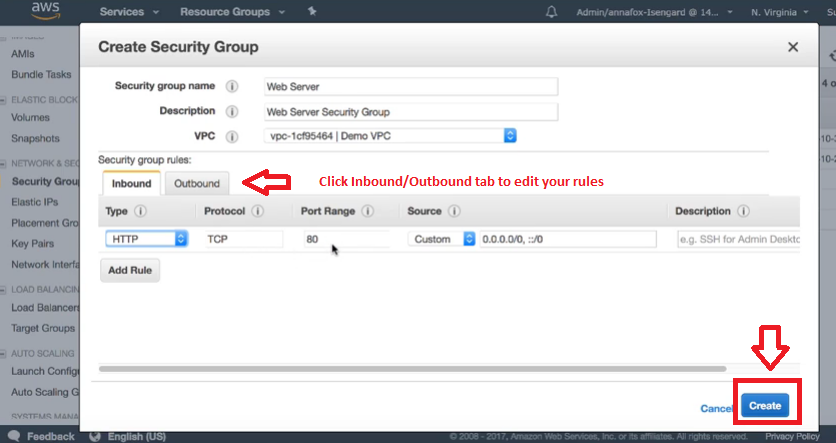 aws Services Resource Groups Admin/annafox-Isengard @ 14... N. Virginia
AMIs
Bundle Tasks
ELASTIC BLOCK
Volumes
Snapshots
NETWORK & SEC
Security Group
Elastic IPs
Placement Gro
Key Pairs
Network Interfa
LOAD BALANCIN
Load Balancers
Target Groups
AUTO SCALING
Launch Configu
Auto Scaling G
SYSTEMS MANA
Create Security Group
Security group name Web Server
Description Web Server Security Group
VPC vpc-1cf95464 | Demo VPC
Security group rules:
Inbound Outbound Click Inbound/Outbound tab to edit your rules
Type Protocol Port Range Source Description
HTTP TCP 80 Custom 0.0.0.0/0, ::/0 e.g. SSH for Admin Deskto
Add Rule
Cancel Create
4 o
Feedback English (US) © 2008 - 2017, Amazon Web Services, Inc. or its affiliates. All rights reserved. Privacy Policy